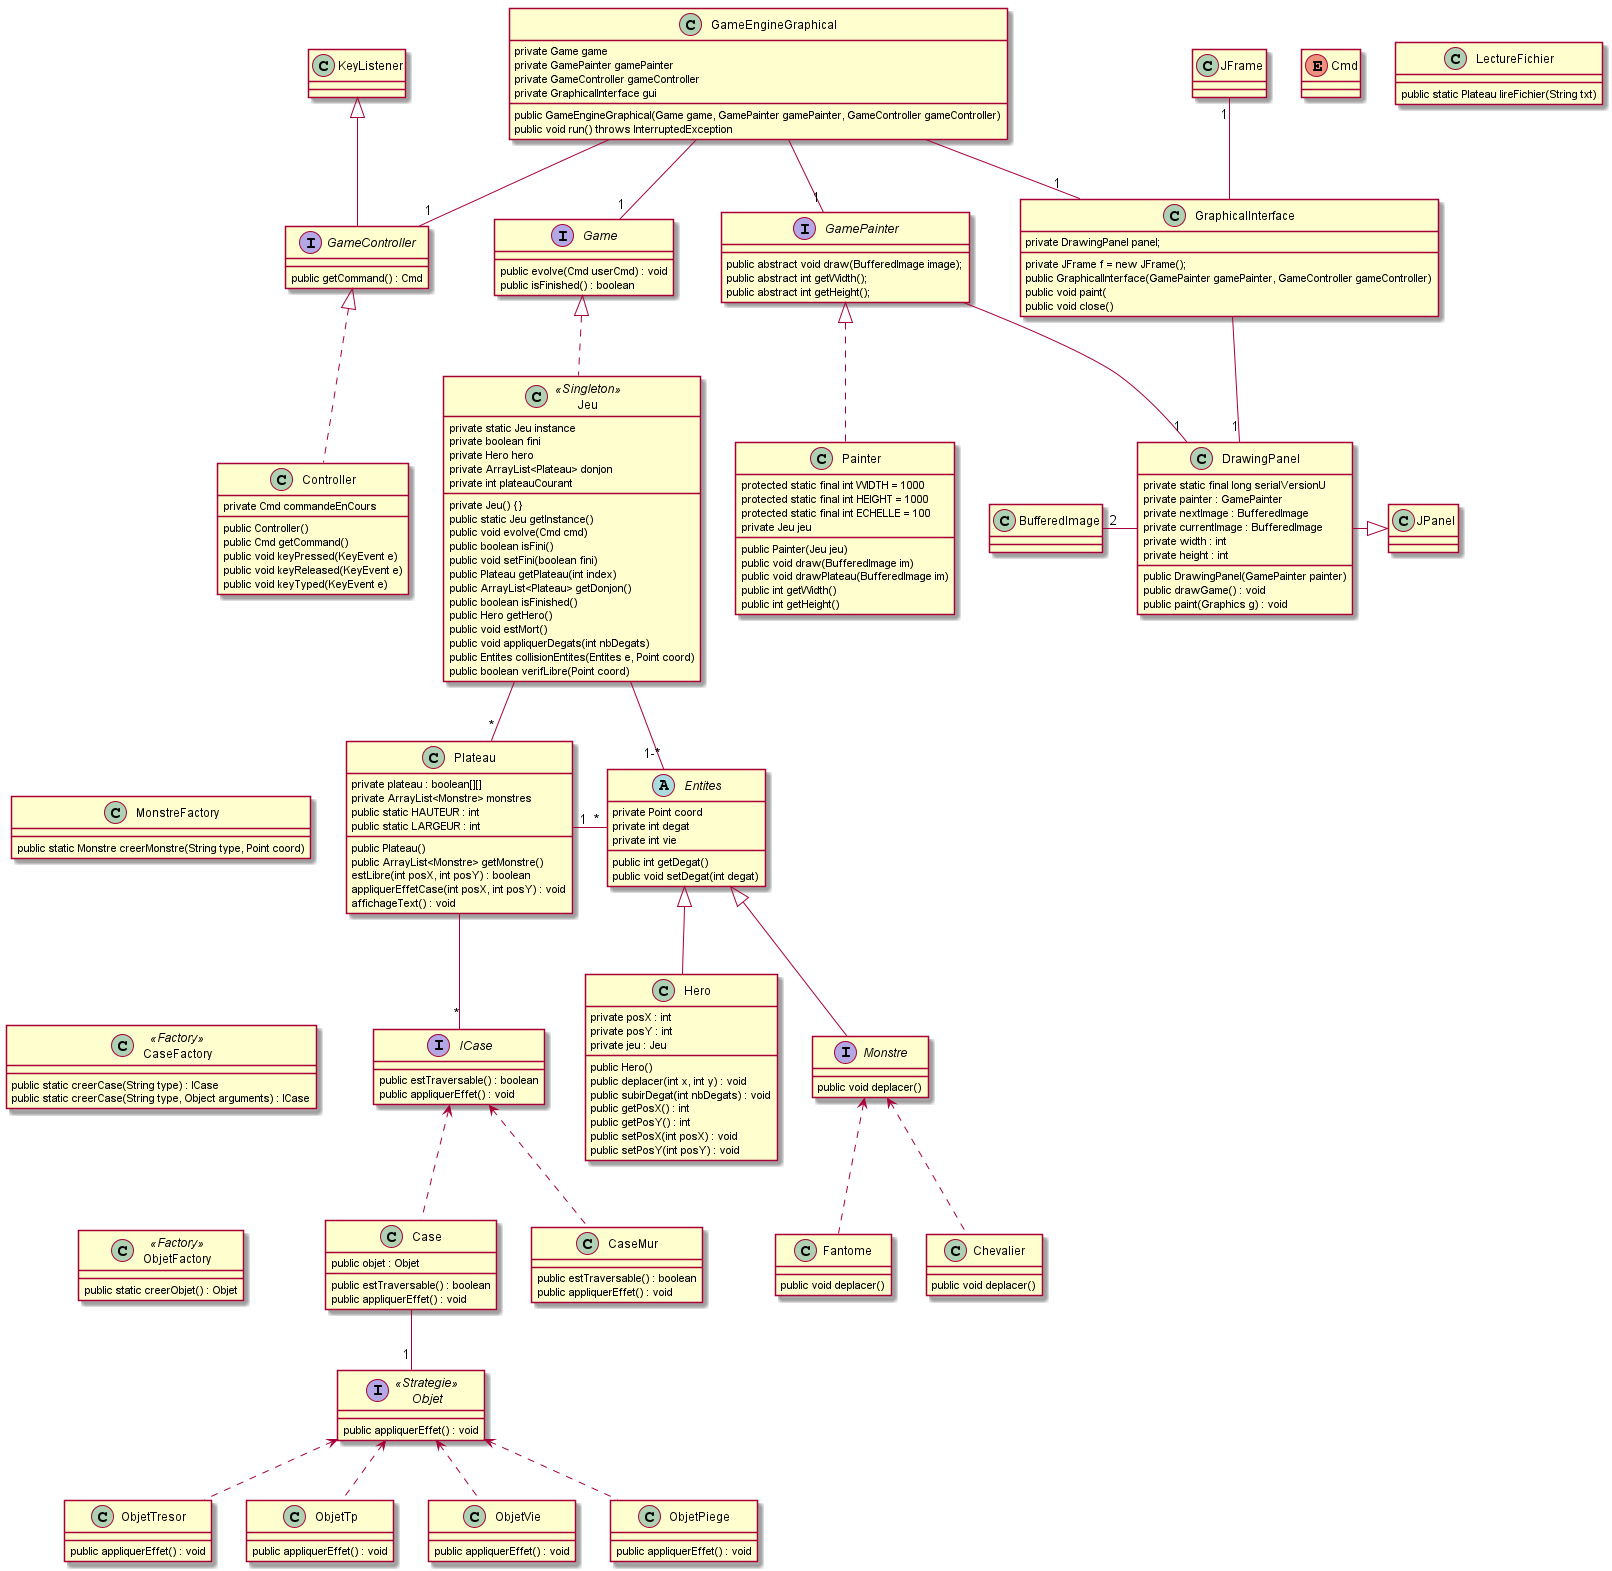 C GameEngineGraphical
private Game game
private GamePainter gamePainter
private GameController gameController
private GraphicalInterface gui
public GameEngineGraphical(Game game, GamePainter gamePainter, GameController gameController)
public void run() throws InterruptedException
C KeyListener
C JFrame
E Cmd
C LectureFichier
public static Plateau lireFichier(String txt)
1
1
1
1
1
I GameController
public getCommand() : Cmd
I Game
public evolve(Cmd userCmd) : void
public isFinished() : boolean
I GamePainter
public abstract void draw(BufferedImage image);
public abstract int getWidth();
public abstract int getHeight();
C GraphicalInterface
private DrawingPanel panel;
private JFrame f = new JFrame();
public GraphicalInterface(GamePainter gamePainter, GameController gameController)
public void paint(
public void close()
C «Singleton»
Jeu
private static Jeu instance
private boolean fini
private Hero hero
private ArrayList<Plateau> donjon
private int plateauCourant
private Jeu() {}
public static Jeu getInstance()
public void evolve(Cmd cmd)
public boolean isFini()
public void setFini(boolean fini)
public Plateau getPlateau(int index)
public ArrayList<Plateau> getDonjon()
public boolean isFinished()
public Hero getHero()
public void estMort()
public void appliquerDegats(int nbDegats)
public Entites collisionEntites(Entites e, Point coord)
public boolean verifLibre(Point coord)
C Controller
private Cmd commandeEnCours
public Controller()
public Cmd getCommand()
public void keyPressed(KeyEvent e)
public void keyReleased(KeyEvent e)
public void keyTyped(KeyEvent e)
C Painter
protected static final int WIDTH = 1000
protected static final int HEIGHT = 1000
protected static final int ECHELLE = 100
private Jeu jeu
public Painter(Jeu jeu)
public void draw(BufferedImage im)
public void drawPlateau(BufferedImage im)
public int getWidth()
public int getHeight()
1
1
C DrawingPanel
private static final long serialVersionU
private painter : GamePainter
private nextImage : BufferedImage
private currentImage : BufferedImage
private width : int
private height : int
public DrawingPanel(GamePainter painter)
public drawGame() : void
public paint(Graphics g) : void
C BufferedImage
2
C JPanel
*
1-*
C Plateau
private plateau : boolean[][]
private ArrayList<Monstre> monstres
public static HAUTEUR : int
public static LARGEUR : int
public Plateau()
public ArrayList<Monstre> getMonstre()
estLibre(int posX, int posY) : boolean
appliquerEffetCase(int posX, int posY) : void
affichageText() : void
1 *
A Entites
private Point coord
private int degat
private int vie
public int getDegat()
public void setDegat(int degat)
C MonstreFactory
public static Monstre creerMonstre(String type, Point coord)
C Hero
private posX : int
private posY : int
private jeu : Jeu
public Hero()
public deplacer(int x, int y) : void
public subirDegat(int nbDegats) : void
public getPosX() : int
public getPosY() : int
public setPosX(int posX) : void
public setPosY(int posY) : void
*
C «Factory»
CaseFactory
public static creerCase(String type) : ICase
public static creerCase(String type, Object arguments) : ICase
I ICase
public estTraversable() : boolean
public appliquerEffet() : void
I Monstre
public void deplacer()
C «Factory»
ObjetFactory
public static creerObjet() : Objet
C Case
public objet : Objet
public estTraversable() : boolean
public appliquerEffet() : void
C CaseMur
public estTraversable() : boolean
public appliquerEffet() : void
C Fantome
public void deplacer()
C Chevalier
public void deplacer()
1
I «Strategie»
Objet
public appliquerEffet() : void
C ObjetTresor
public appliquerEffet() : void
C ObjetTp
public appliquerEffet() : void
C ObjetVie
public appliquerEffet() : void
C ObjetPiege
public appliquerEffet() : void